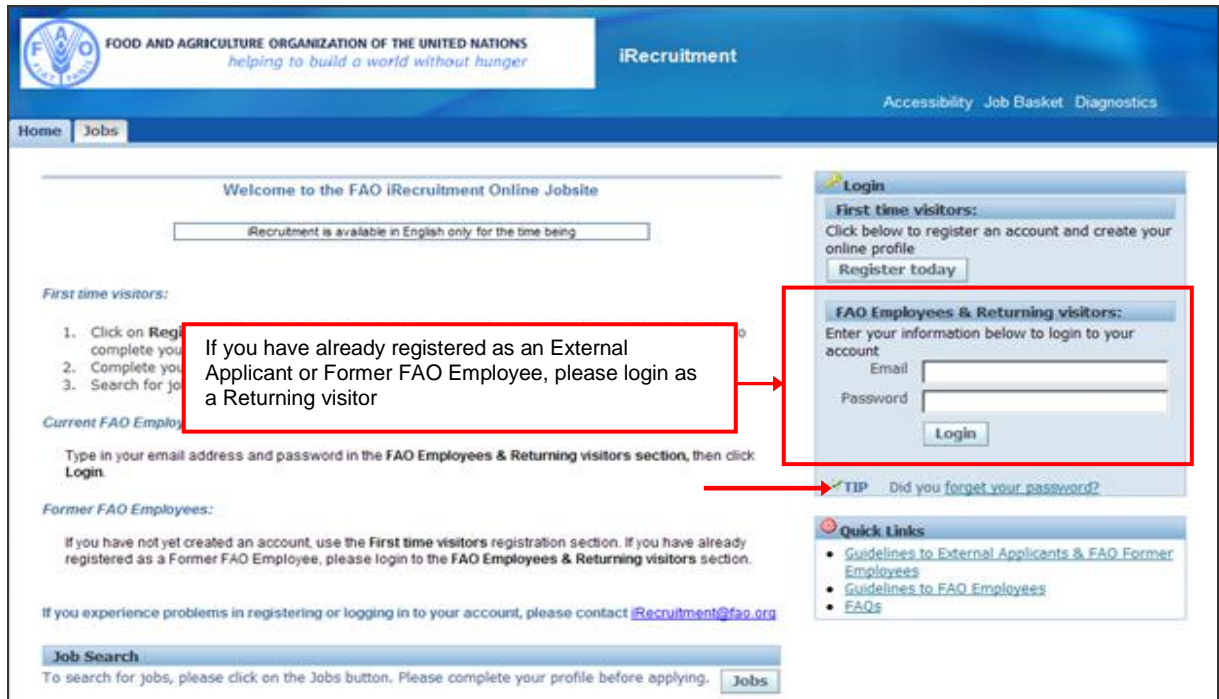 FOOD AND AGRICULTURE ORGANIZATION OF THE UNITED NATIONS
helping to build a world without hunger
iRecruitment
Accessibility Job Basket Diagnostics
Home Jobs
Welcome to the FAO iRecruitment Online Jobsite
iRecruitment is available in English only for the time being
First time visitors:
1. Click on Regi
complete you
2. Complete you
3. Search for jo
If you have already registered as an External
Applicant or Former FAO Employee, please login as
a Returning visitor
Current FAO Employ
Type in your email address and password in the FAO Employees & Returning visitors section, then click
Login.
Former FAO Employees:
If you have not yet created an account, use the First time visitors registration section. If you have already
registered as a Former FAO Employee, please login to the FAO Employees & Returning visitors section.
If you experience problems in registering or logging in to your account, please contact iRecruitment@fao.org
Job Search
To search for jobs, please click on the Jobs button. Please complete your profile before applying. Jobs
Login
First time visitors:
Click below to register an account and create your
online profile
Register today
FAO Employees & Returning visitors:
Enter your information below to login to your
account
Email
Password
Login
TIP Did you forget your password?
Quick Links
Guidelines to External Applicants & FAO Former
Employees
Guidelines to FAO Employees
FAQs